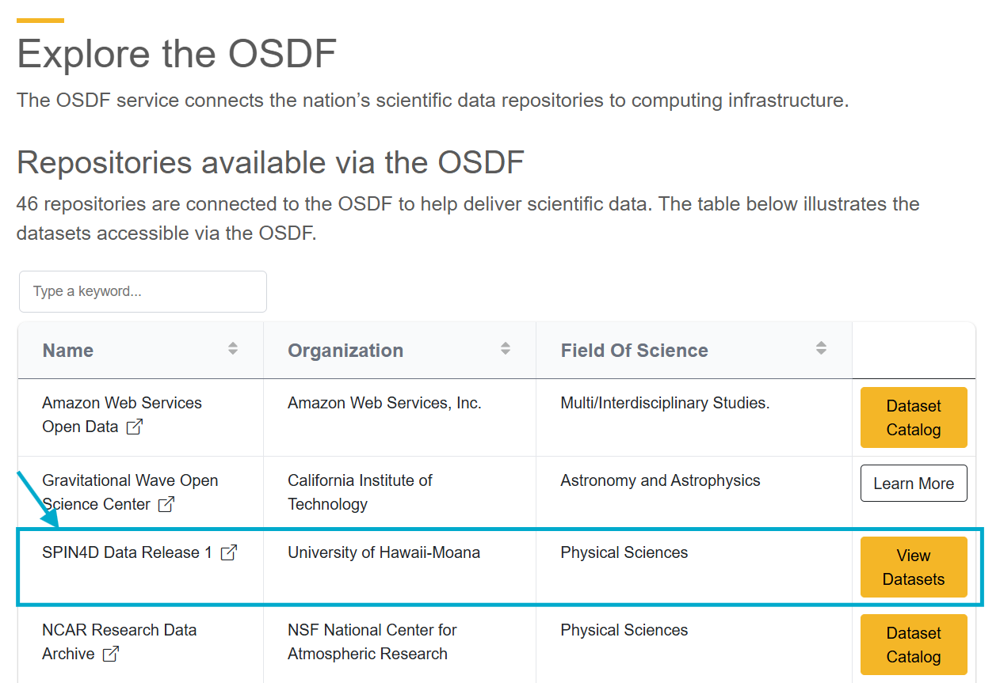 Explore the OSDF
The OSDF service connects the nation’s scientific data repositories to computing infrastructure.
Repositories available via the OSDF
46 repositories are connected to the OSDF to help deliver scientific data. The table below illustrates the
datasets accessible via the OSDF.
Type a keyword...
Name Organization Field Of Science
Amazon Web Services Amazon Web Services, Inc. Multi/Interdisciplinary Studies. Dataset
Open Data Catalog
Gravitational Wave Open California Institute of Astronomy and Astrophysics Learn More
Science Center Technology
SPIN4D Data Release 1 University of Hawaii-Moana Physical Sciences View
Datasets
NCAR Research Data NSF National Center for Physical Sciences Dataset
Archive Atmospheric Research Catalog